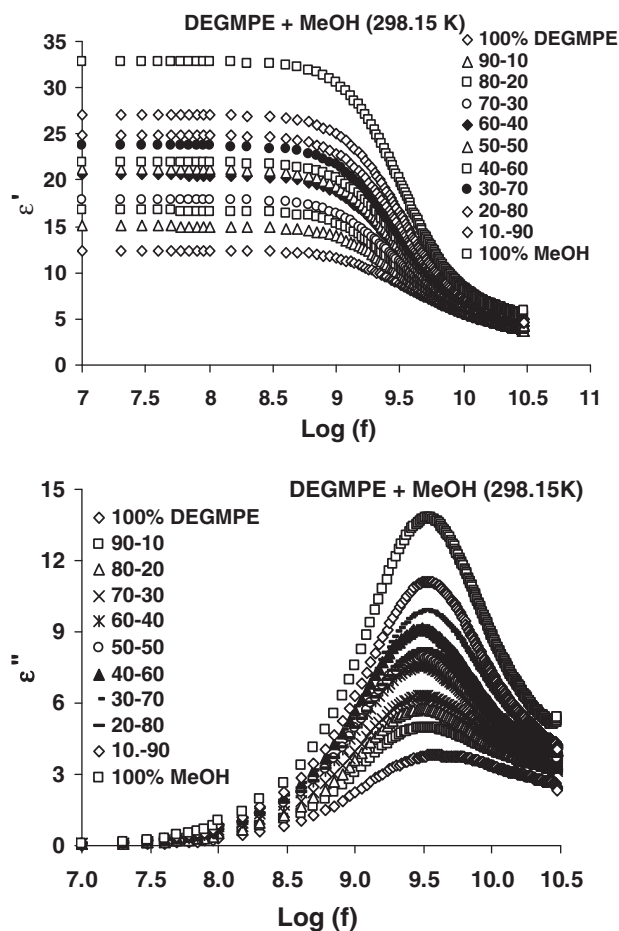 DEGMPE + MeOH (298.15 K)
ε'
35
30
25
20
15
10
5
0
100% DEGMPE
90-10
80-20
70-30
60-40
50-50
40-60
30-70
20-80
10.-90
100% MeOH
7 7.5 8 8.5 9 9.5 10 10.5 11
Log (f)
DEGMPE + MeOH (298.15K)
ε"
15
12
9
6
3
0
100% DEGMPE
90-10
80-20
70-30
60-40
50-50
40-60
30-70
20-80
10.-90
100% MeOH
7.0 7.5 8.0 8.5 9.0 9.5 10.0 10.5
Log (f)